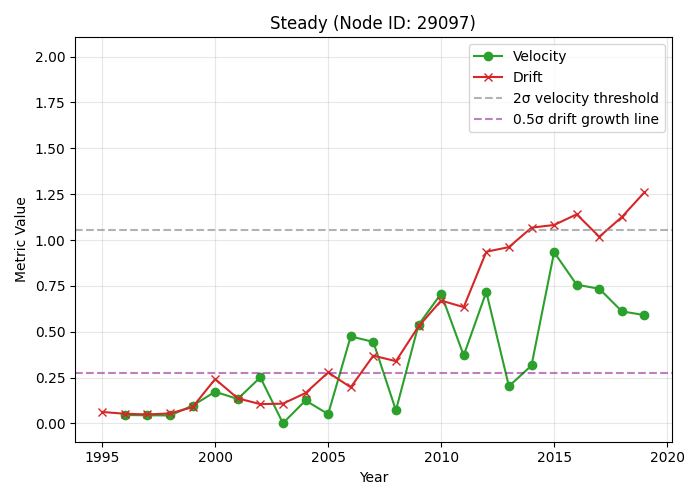 Steady (Node ID: 29097)
Velocity
Drift
2σ velocity threshold
0.5σ drift growth line
Metric Value
2.00
1.75
1.50
1.25
1.00
0.75
0.50
0.25
0.00
1995
2000
2005
2010
2015
2020
Year